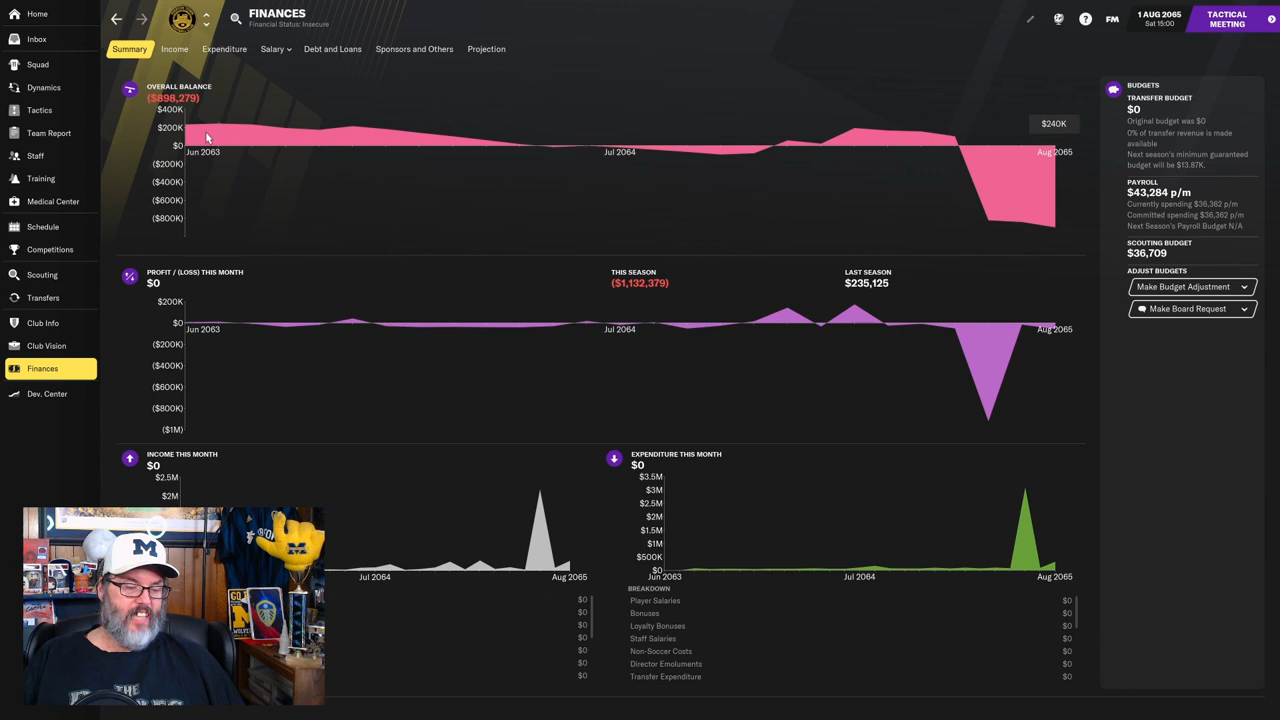 Home
Inbox
Squad
Dynamics
Tactics
Team Report
Staff
Training
Medical Center
Schedule
Competitions
Scouting
Transfers
Club Info
Club Vision
Finances
Dev. Center
FINANCES
Financial Status: Insecure
FM
1 AUG 2065
Sat 15:00
TACTICAL
MEETING
Summary
Income
Expenditure
Salary
Debt and Loans
Sponsors and Others
Projection
OVERALL BALANCE
($898,279)
$400K
$200K
$0
($200K)
($400K)
($600K)
($800K)
Jun 2063
Jul 2064
Aug 2065
$240K
PROFIT / (LOSS) THIS MONTH
$0
THIS SEASON
($1,132,379)
LAST SEASON
$235,125
$200K
$0
($200K)
($400K)
($600K)
($800K)
($1M)
Jun 2063
Jul 2064
Aug 2065
INCOME THIS MONTH
$0
$2.5M
$2M
Jul 2064
Aug 2065
$0
$0
$0
$0
$0
$0
$0
EXPENDITURE THIS MONTH
$0
$3.5M
$3M
$2.5M
$2M
$1.5M
$1M
$500K
$0
Jun 2063
Jul 2064
Aug 2065
BREAKDOWN
Player Salaries $0
Bonuses $0
Loyalty Bonuses $0
Staff Salaries $0
Non-Soccer Costs $0
Director Emoluments $0
Transfer Expenditure $0
BUDGETS
TRANSFER BUDGET
$0
Original budget was $0
0% of transfer revenue is made
available
Next season's minimum guaranteed
budget will be $13.87K.
PAYROLL
$43,284 p/m
Currently spending $36,362 p/m
Committed spending $36,362 p/m
Next Season's Payroll Budget N/A
SCOUTING BUDGET
$36,709
ADJUST BUDGETS
Make Budget Adjustment
Make Board Request
M
M
GO
M
THE